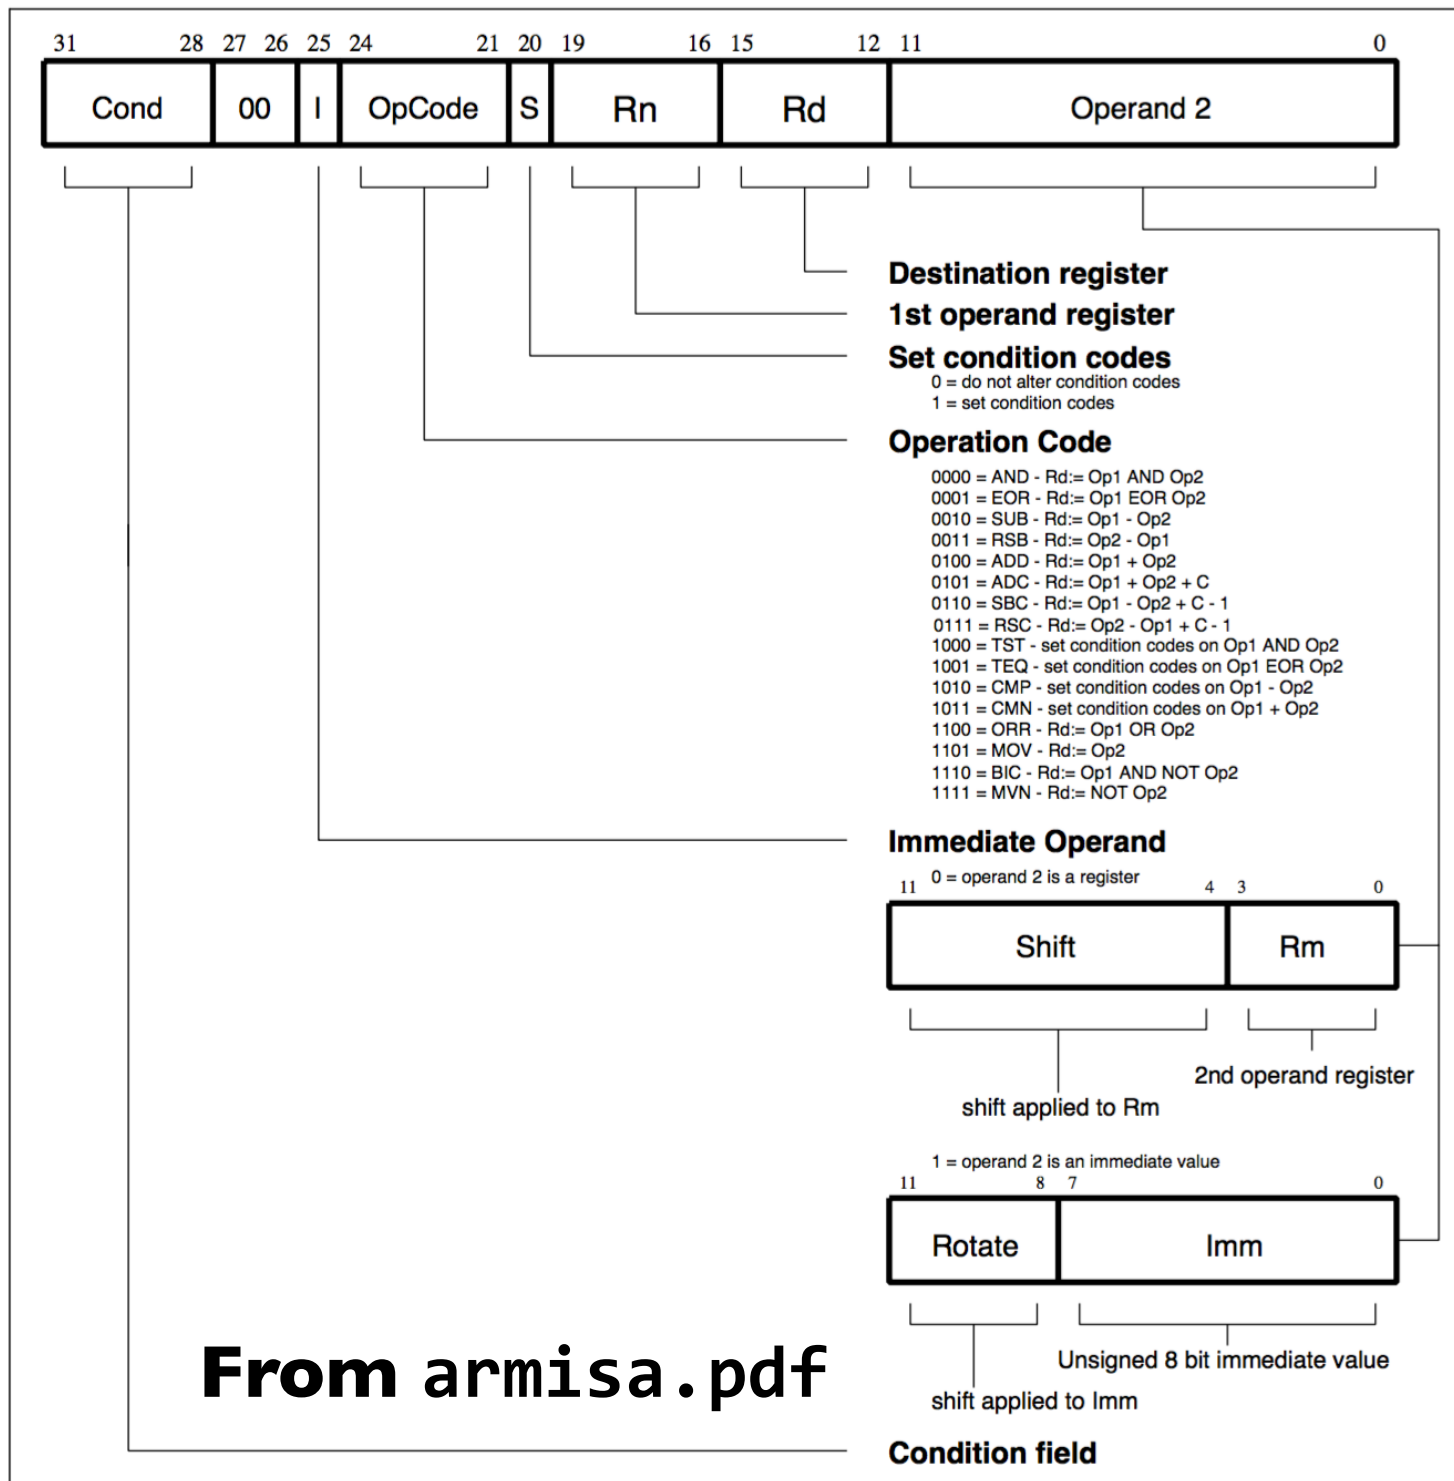 31 28 27 26 25 24 21 20 19 16 15 12 11 0
Cond 00 I OpCode S Rn Rd Operand 2
Destination register
1st operand register
Set condition codes
0 = do not alter condition codes
1 = set condition codes
Operation Code
0000 = AND - Rd:= Op1 AND Op2
0001 = EOR - Rd:= Op1 EOR Op2
0010 = SUB - Rd:= Op1 - Op2
0011 = RSB - Rd:= Op2 - Op1
0100 = ADD - Rd:= Op1 + Op2
0101 = ADC - Rd:= Op1 + Op2 + C
0110 = SBC - Rd:= Op1 - Op2 + C - 1
0111 = RSC - Rd:= Op2 - Op1 + C - 1
1000 = TST - set condition codes on Op1 AND Op2
1001 = TEQ - set condition codes on Op1 EOR Op2
1010 = CMP - set condition codes on Op1 - Op2
1011 = CMN - set condition codes on Op1 + Op2
1100 = ORR - Rd:= Op1 OR Op2
1101 = MOV - Rd:= Op2
1110 = BIC - Rd:= Op1 AND NOT Op2
1111 = MVN - Rd:= NOT Op2
Immediate Operand
0 = operand 2 is a register
11 4 3 0
Shift Rm
2nd operand register
shift applied to Rm
1 = operand 2 is an immediate value
11 8 7 0
Rotate Imm
Unsigned 8 bit immediate value
shift applied to Imm
From armisa.pdf
Condition field